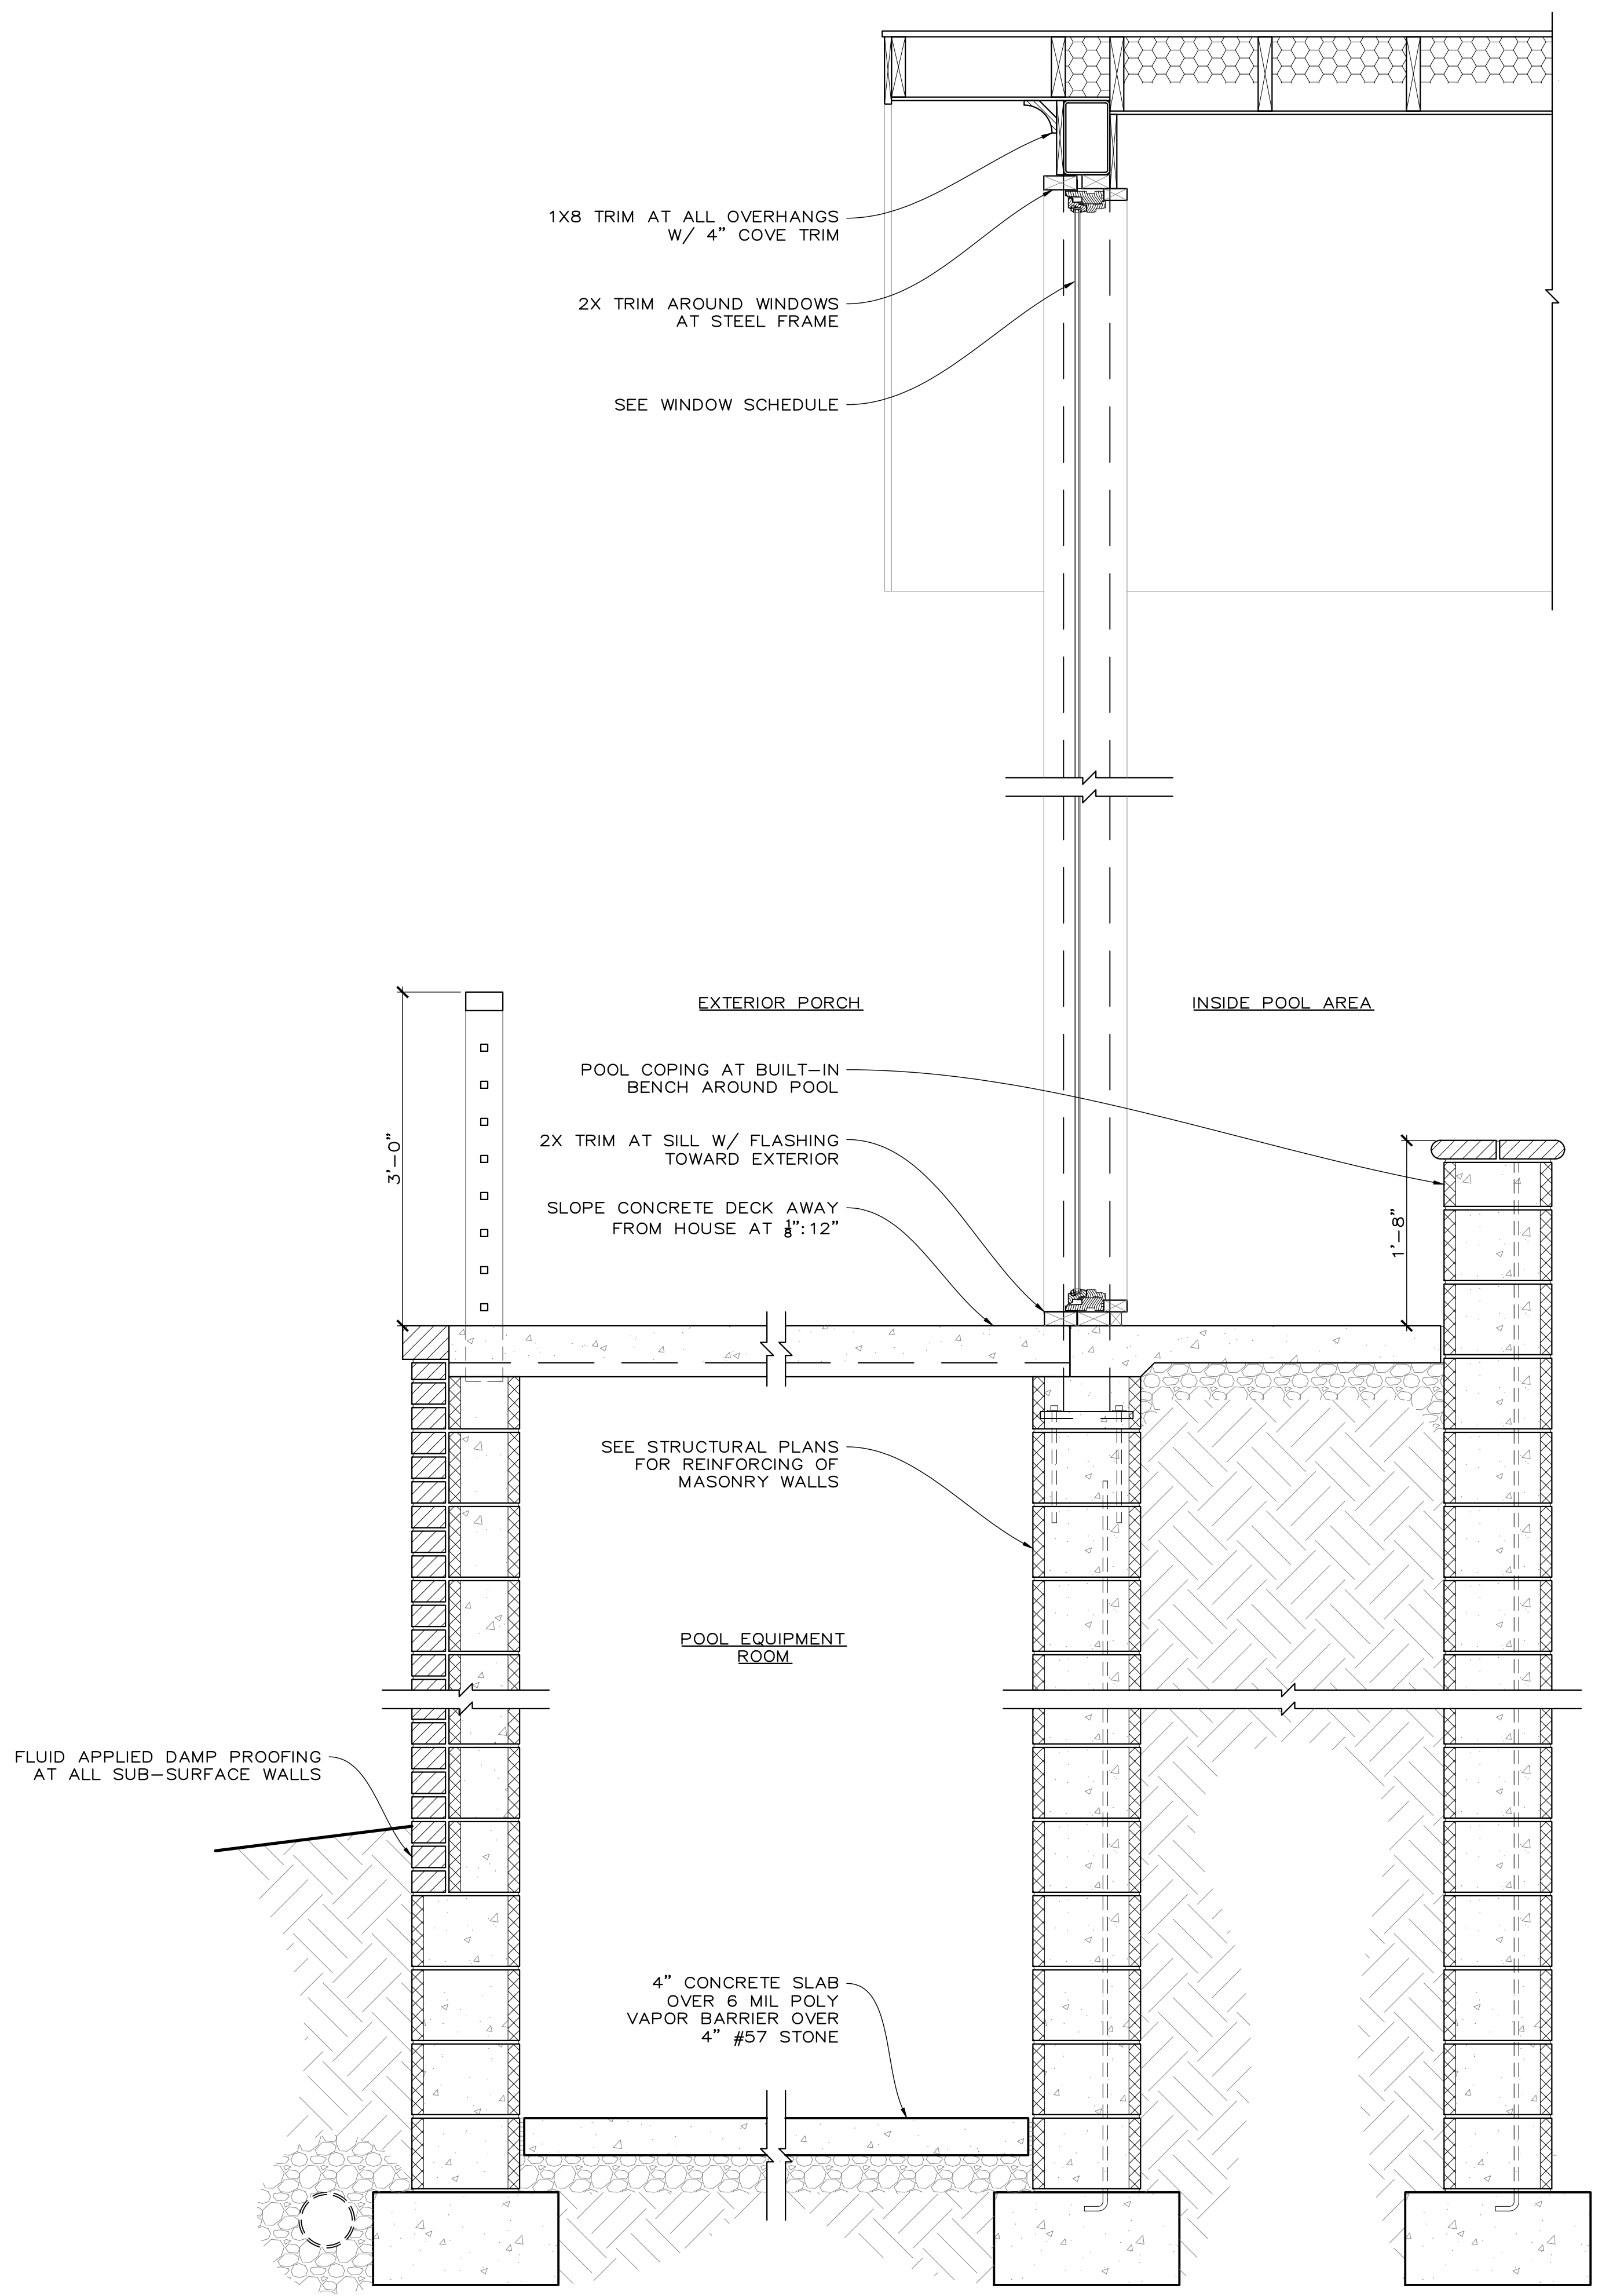 1X8 TRIM AT ALL OVERHANGS
W/ 4” COVE TRIM
2X TRIM AROUND WINDOWS
AT STEEL FRAME
SEE WINDOW SCHEDULE
EXTERIOR PORCH
INSIDE POOL AREA
POOL COPING AT BUILT–IN
BENCH AROUND POOL
3’–0”
2X TRIM AT SILL W/ FLASHING
TOWARD EXTERIOR
1’–8”
SLOPE CONCRETE DECK AWAY
FROM HOUSE AT 1/8”:12”
SEE STRUCTURAL PLANS
FOR REINFORCING OF
MASONRY WALLS
POOL EQUIPMENT
ROOM
FLUID APPLIED DAMP PROOFING
AT ALL SUB–SURFACE WALLS
4” CONCRETE SLAB
OVER 6 MIL POLY
VAPOR BARRIER OVER
4” #57 STONE